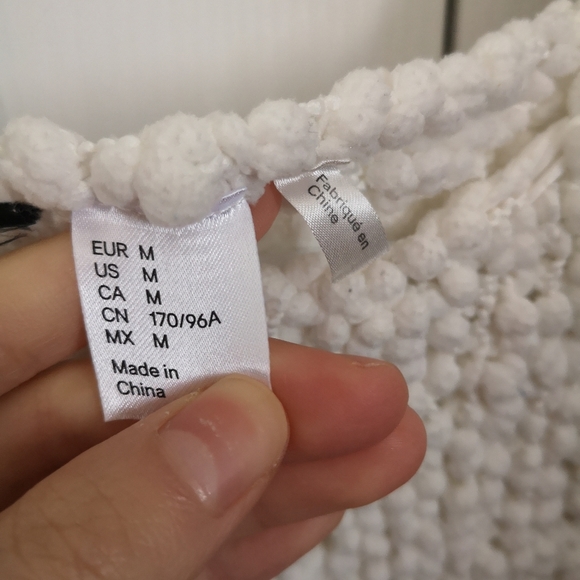 EUR M
US M
CA M
CN 170/96A
MX M
Made in
China
Fabriqué en
Chine